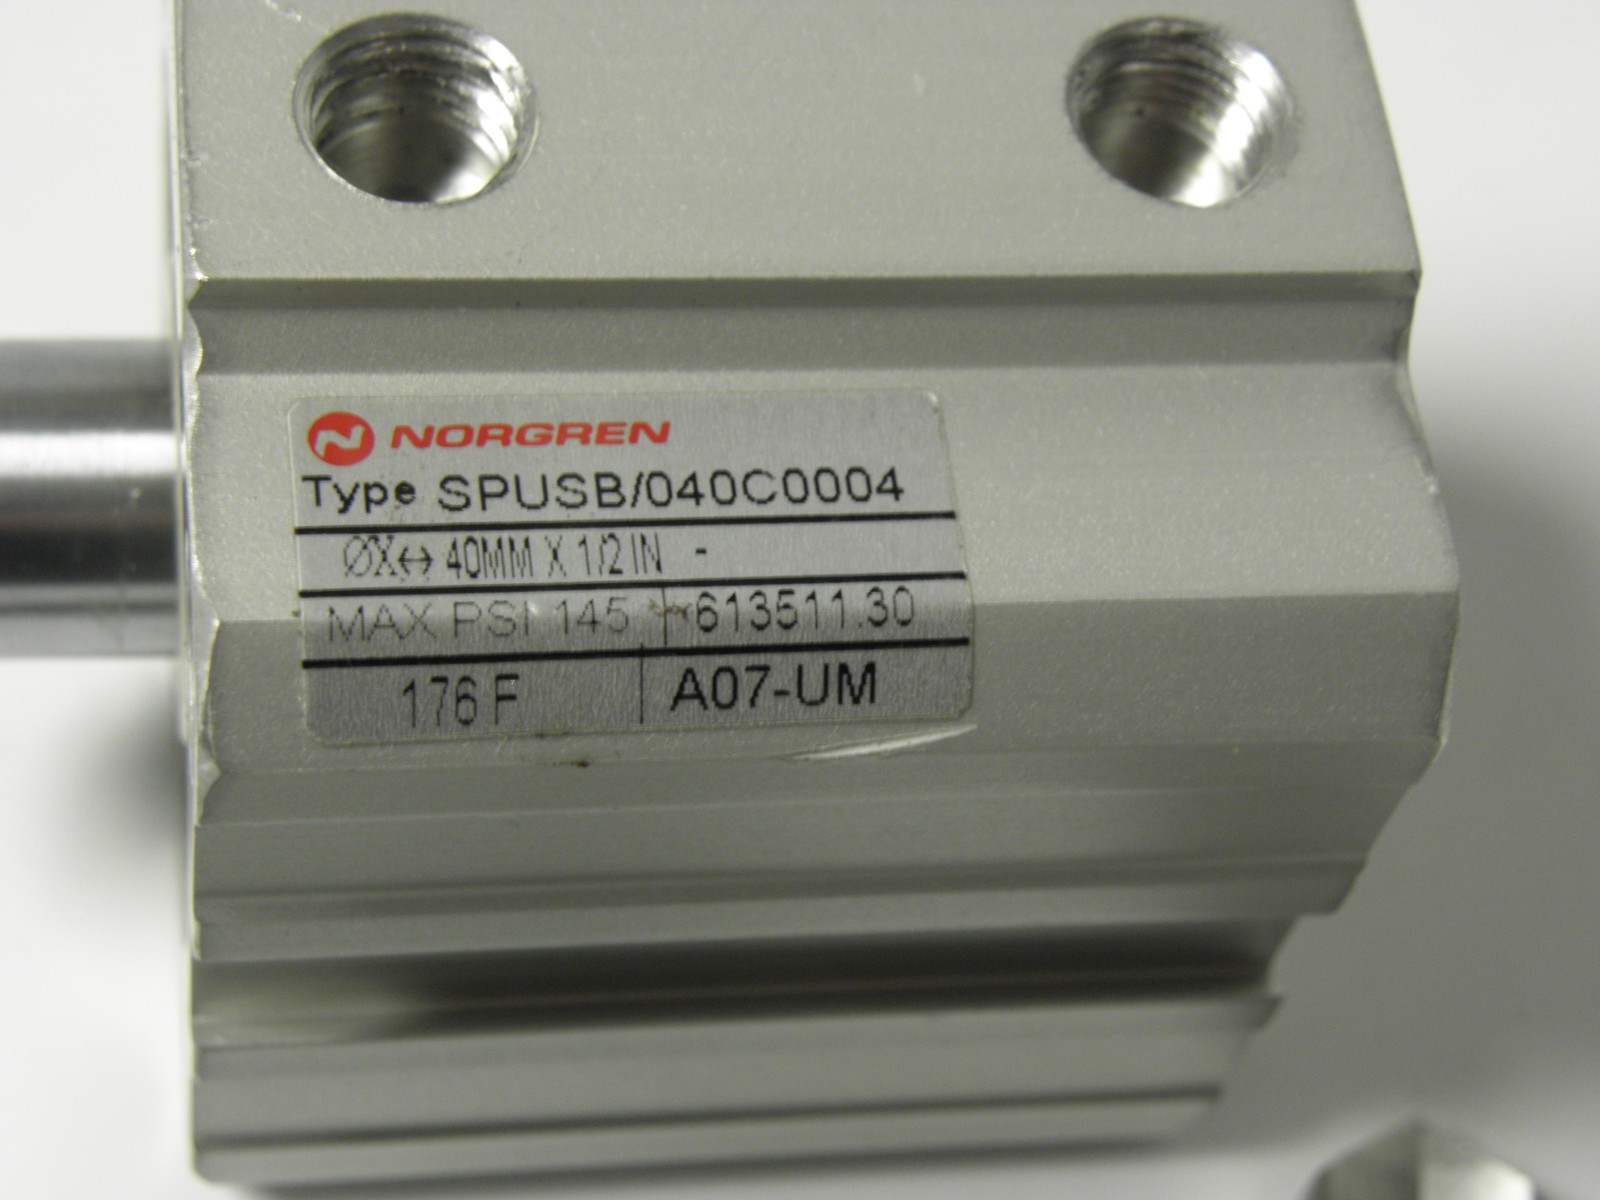 NORGREN
Type SPUSB/040C0004
ØX↔ 40MM X 1/2 IN -
MAX PSI 145 613511.30
176 F A07-UM